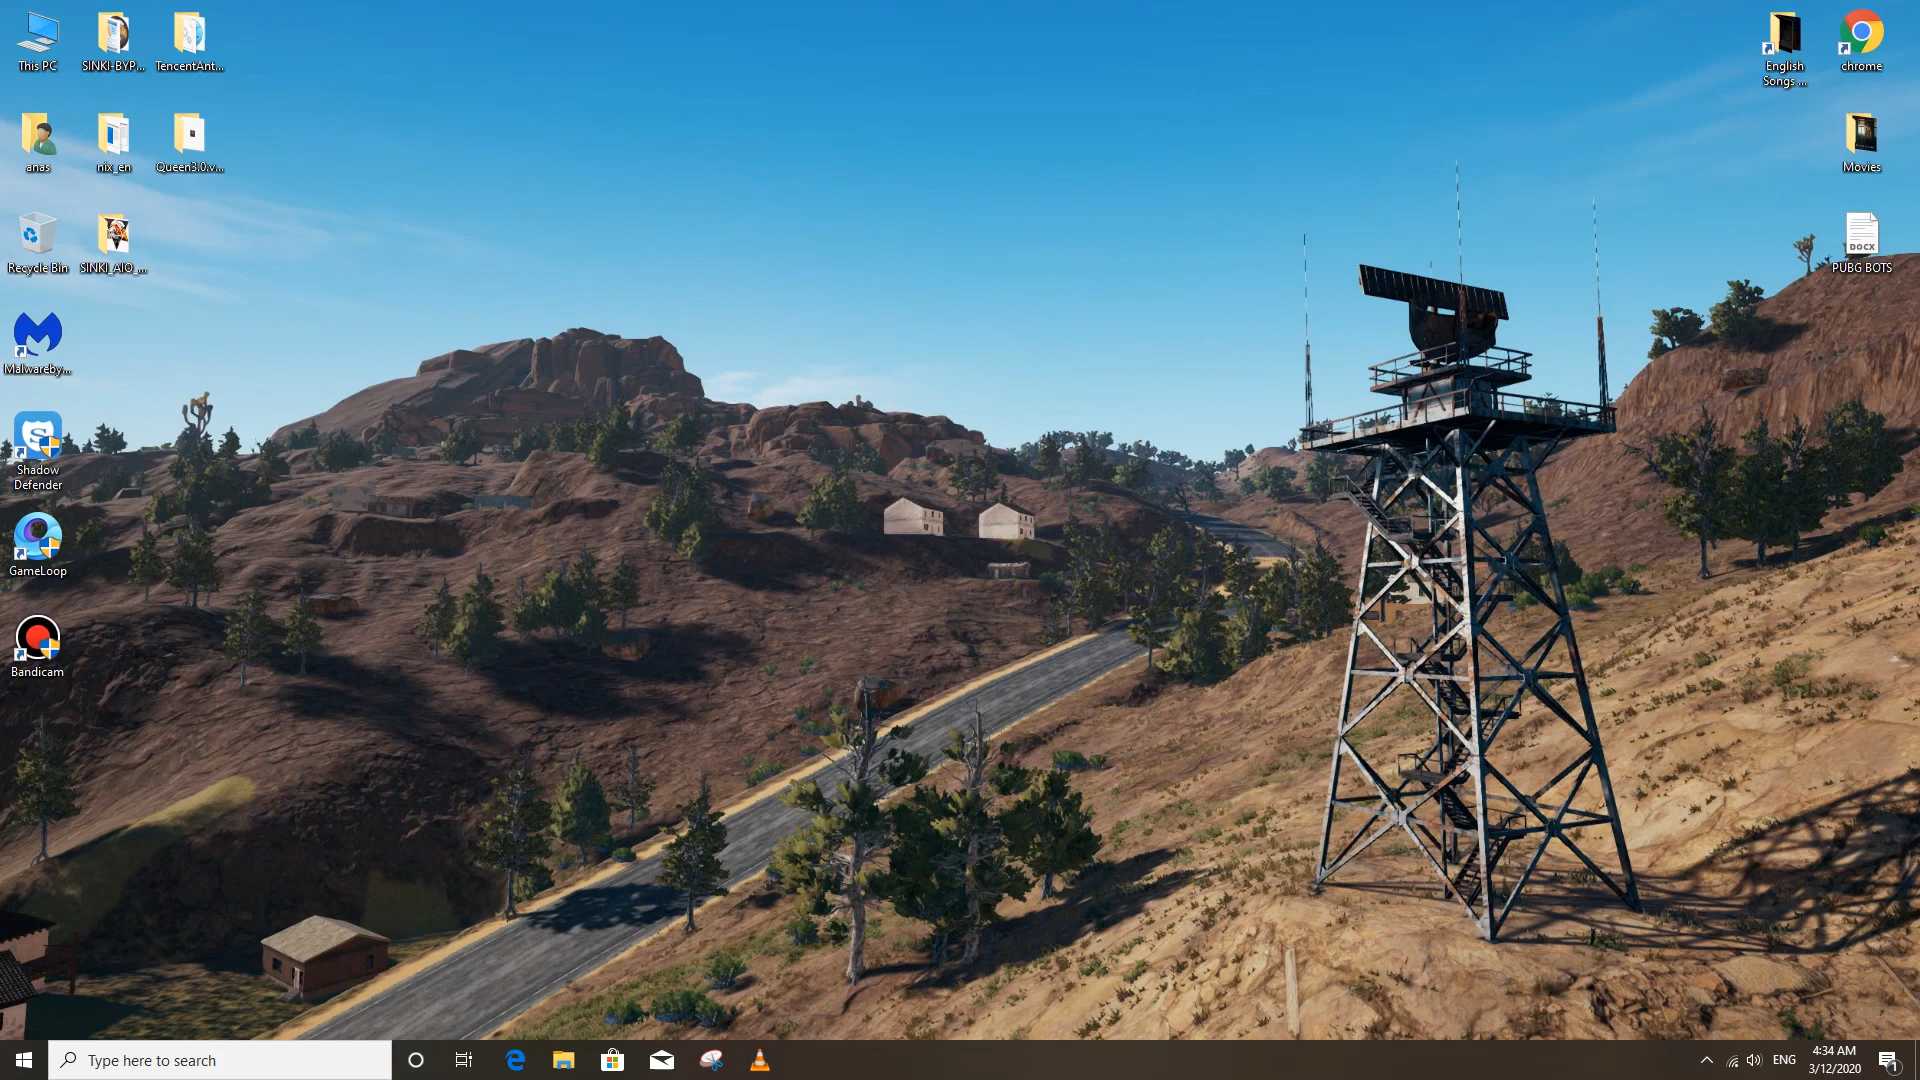 This PC
SINKI-BYP...
TencentAnt...
English
Songs ...
chrome
anas
nix_en
Queen3.0.v...
Movies
Recycle Bin
SINKI_AIO_...
DOCX
PUBG BOTS
Malwareby...
Shadow
Defender
GameLoop
Bandicam
Type here to search
ENG
4:34 AM
3/12/2020
1